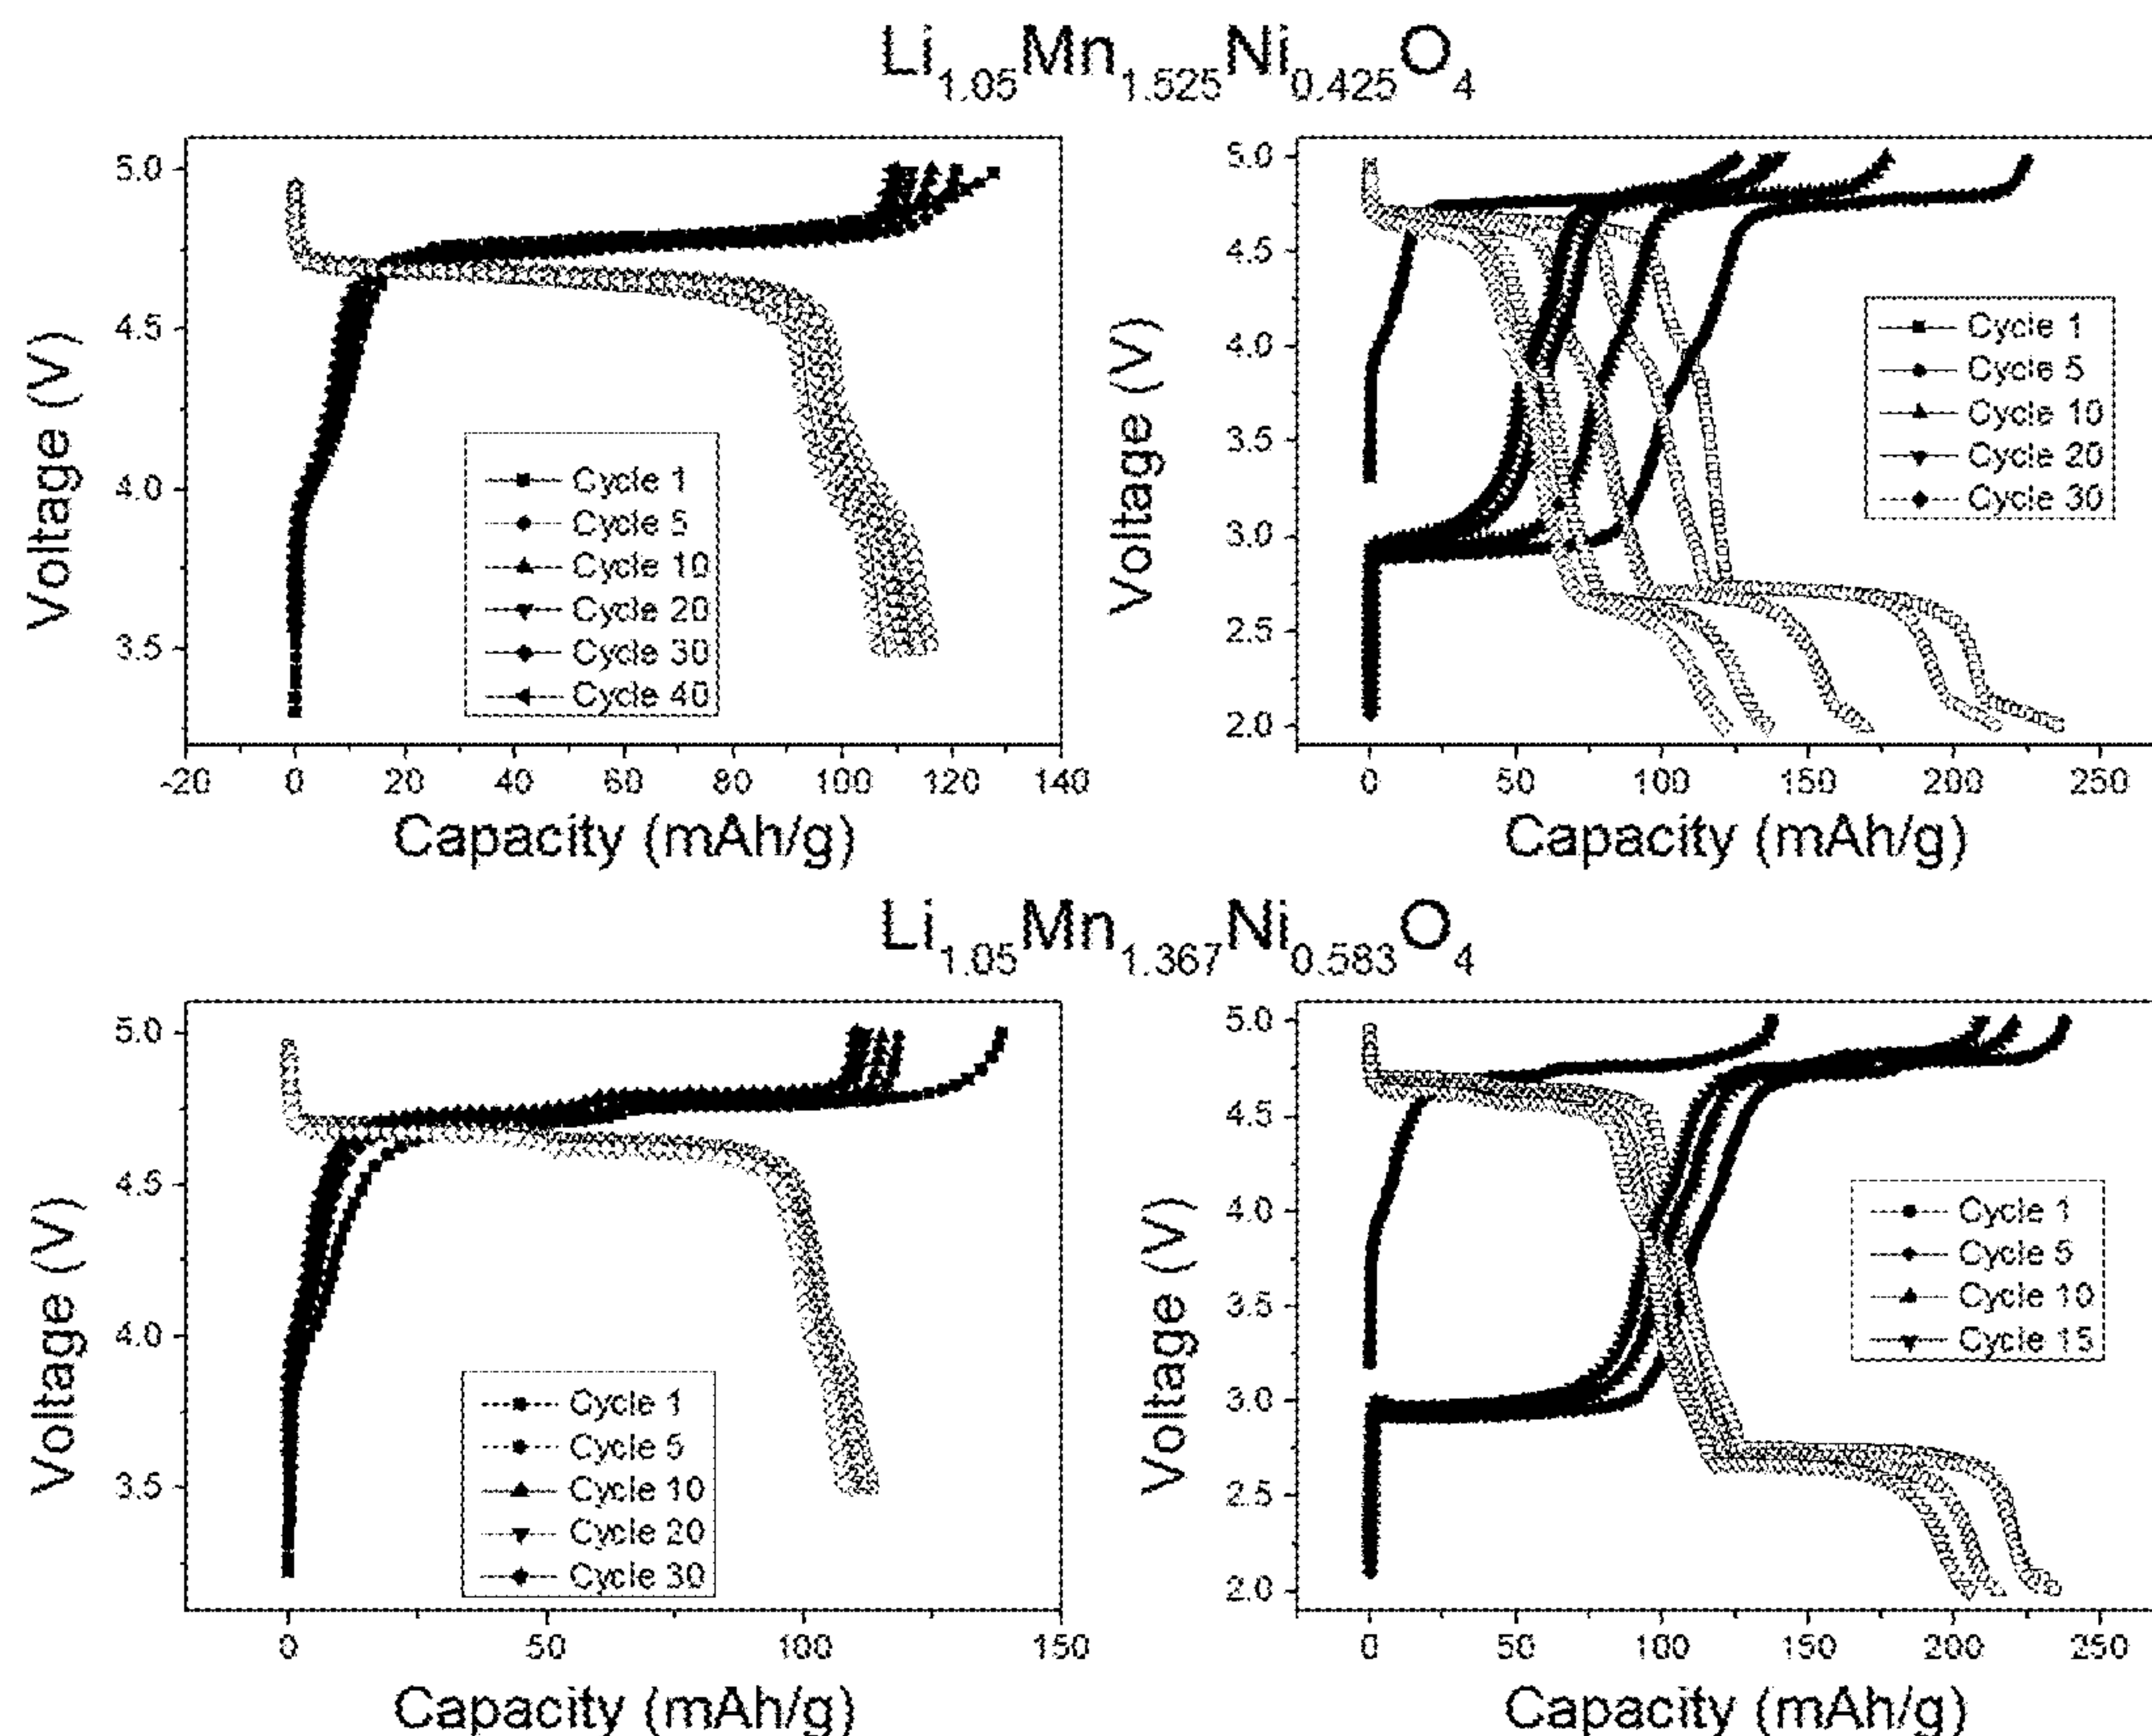 Li1.05Mn1.525Ni0.425O4
5.0
4.5
4.0
3.5
Voltage (V)
Cycle 1
Cycle 5
Cycle 10
Cycle 20
Cycle 30
Cycle 40
-20 0 20 40 60 80 100 120 140
Capacity (mAh/g)
5.0
4.5
4.0
3.5
3.0
2.5
2.0
Voltage (V)
Cycle 1
Cycle 5
Cycle 10
Cycle 20
Cycle 30
0 50 100 150 200 250
Capacity (mAh/g)
Li1.05Mn1.367Ni0.583O4
5.0
4.5
4.0
3.5
Voltage (V)
Cycle 1
Cycle 5
Cycle 10
Cycle 20
Cycle 30
0 50 100 150
Capacity (mAh/g)
5.0
4.5
4.0
3.5
3.0
2.5
2.0
Voltage (V)
Cycle 1
Cycle 5
Cycle 10
Cycle 15
0 50 100 150 200 250
Capacity (mAh/g)